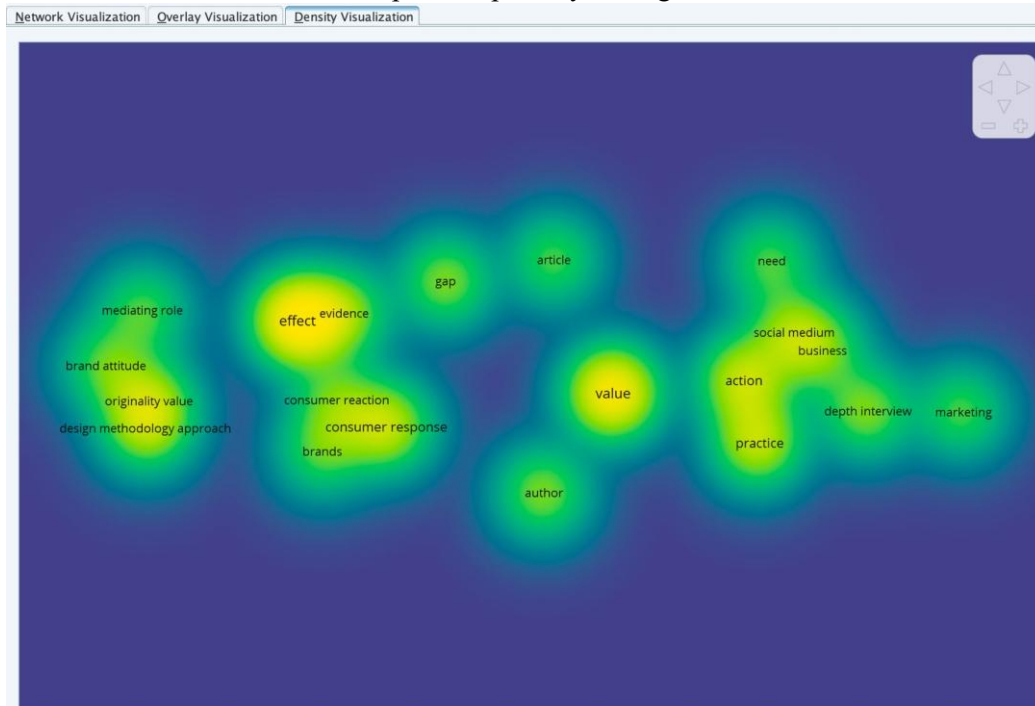 Network Visualization Overlay Visualization Density Visualization
article
need
gap
mediating role
effect
evidence
social medium
business
brand attitude
action
value
originality value
consumer reaction
design methodology approach
consumer response
depth interview
marketing
brands
practice
author